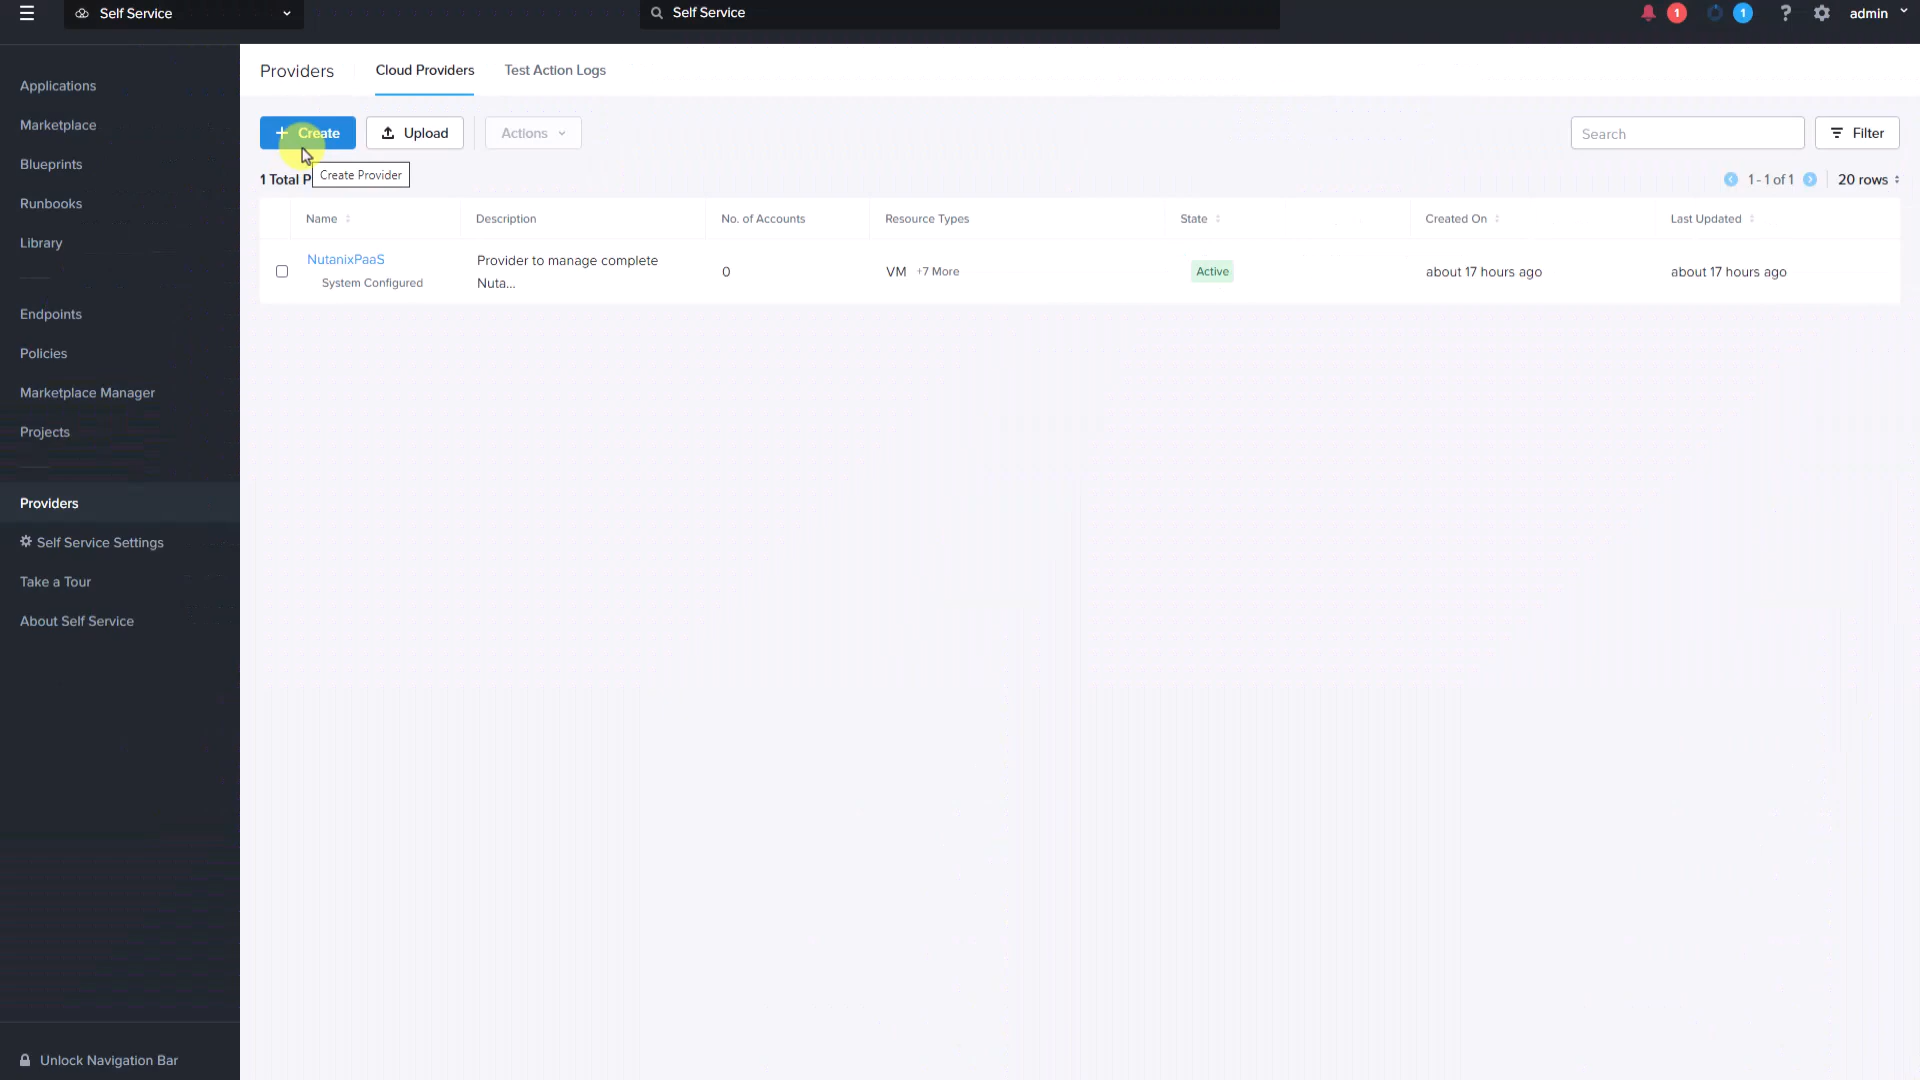 Self Service
Self Service
1
1
?
admin
Applications
Marketplace
Blueprints
Runbooks
Library
Endpoints
Policies
Marketplace Manager
Projects
Providers
Self Service Settings
Take a Tour
About Self Service
Unlock Navigation Bar
Providers
Cloud Providers
Test Action Logs
+ Create
Upload
Actions
Search
Filter
Create Provider
1 Total P
1 - 1 of 1
20 rows
Name
Description
No. of Accounts
Resource Types
State
Created On
Last Updated
NutanixPaaS
System Configured
Provider to manage complete
Nuta...
0
VM +7 More
Active
about 17 hours ago
about 17 hours ago